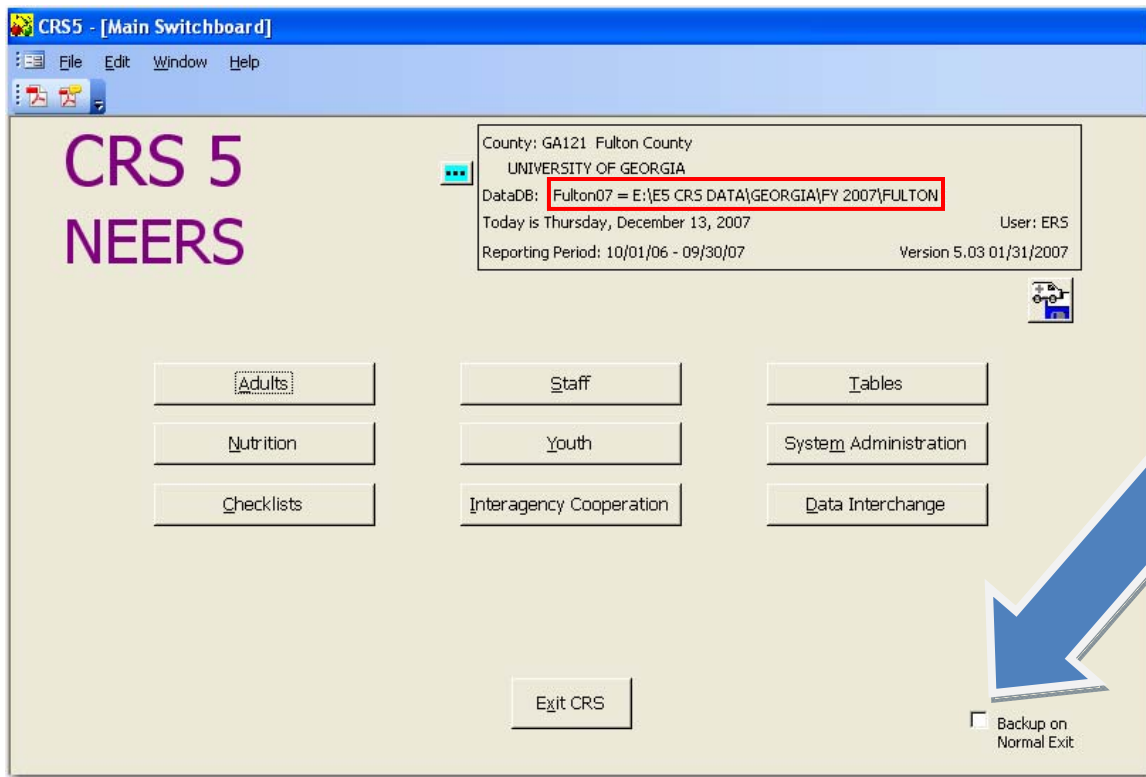 CRS5 - [Main Switchboard]
File Edit Window Help
CRS 5
NEERS
County: GA121 Fulton County
UNIVERSITY OF GEORGIA
DataDB: Fulton07 = E:\E5 CRS DATA\GEORGIA\FY 2007\FULTON
Today is Thursday, December 13, 2007 User: ERS
Reporting Period: 10/01/06 - 09/30/07 Version 5.03 01/31/2007
Adults Staff Tables
Nutrition Youth System Administration
Checklists Interagency Cooperation Data Interchange
Exit CRS
Backup on
Normal Exit